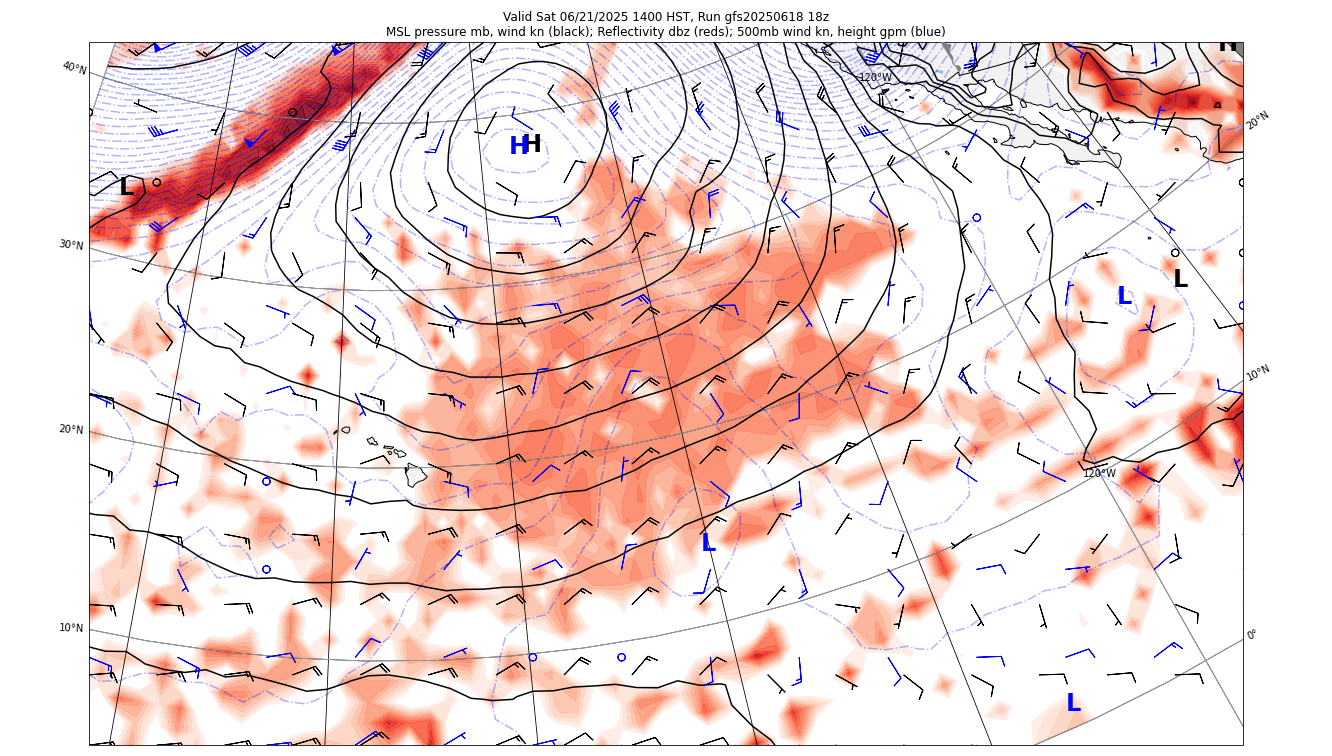 Valid Sat 06/21/2025 1400 HST, Run gfs20250618 18z
MSL pressure mb, wind kn (black); Reflectivity dbz (reds); 500mb wind kn, height gpm (blue)
H
40°N
120°W
20°N
H H
L
30°N
L
L
10°N
20°N
120°W
L
10°N
0°
L